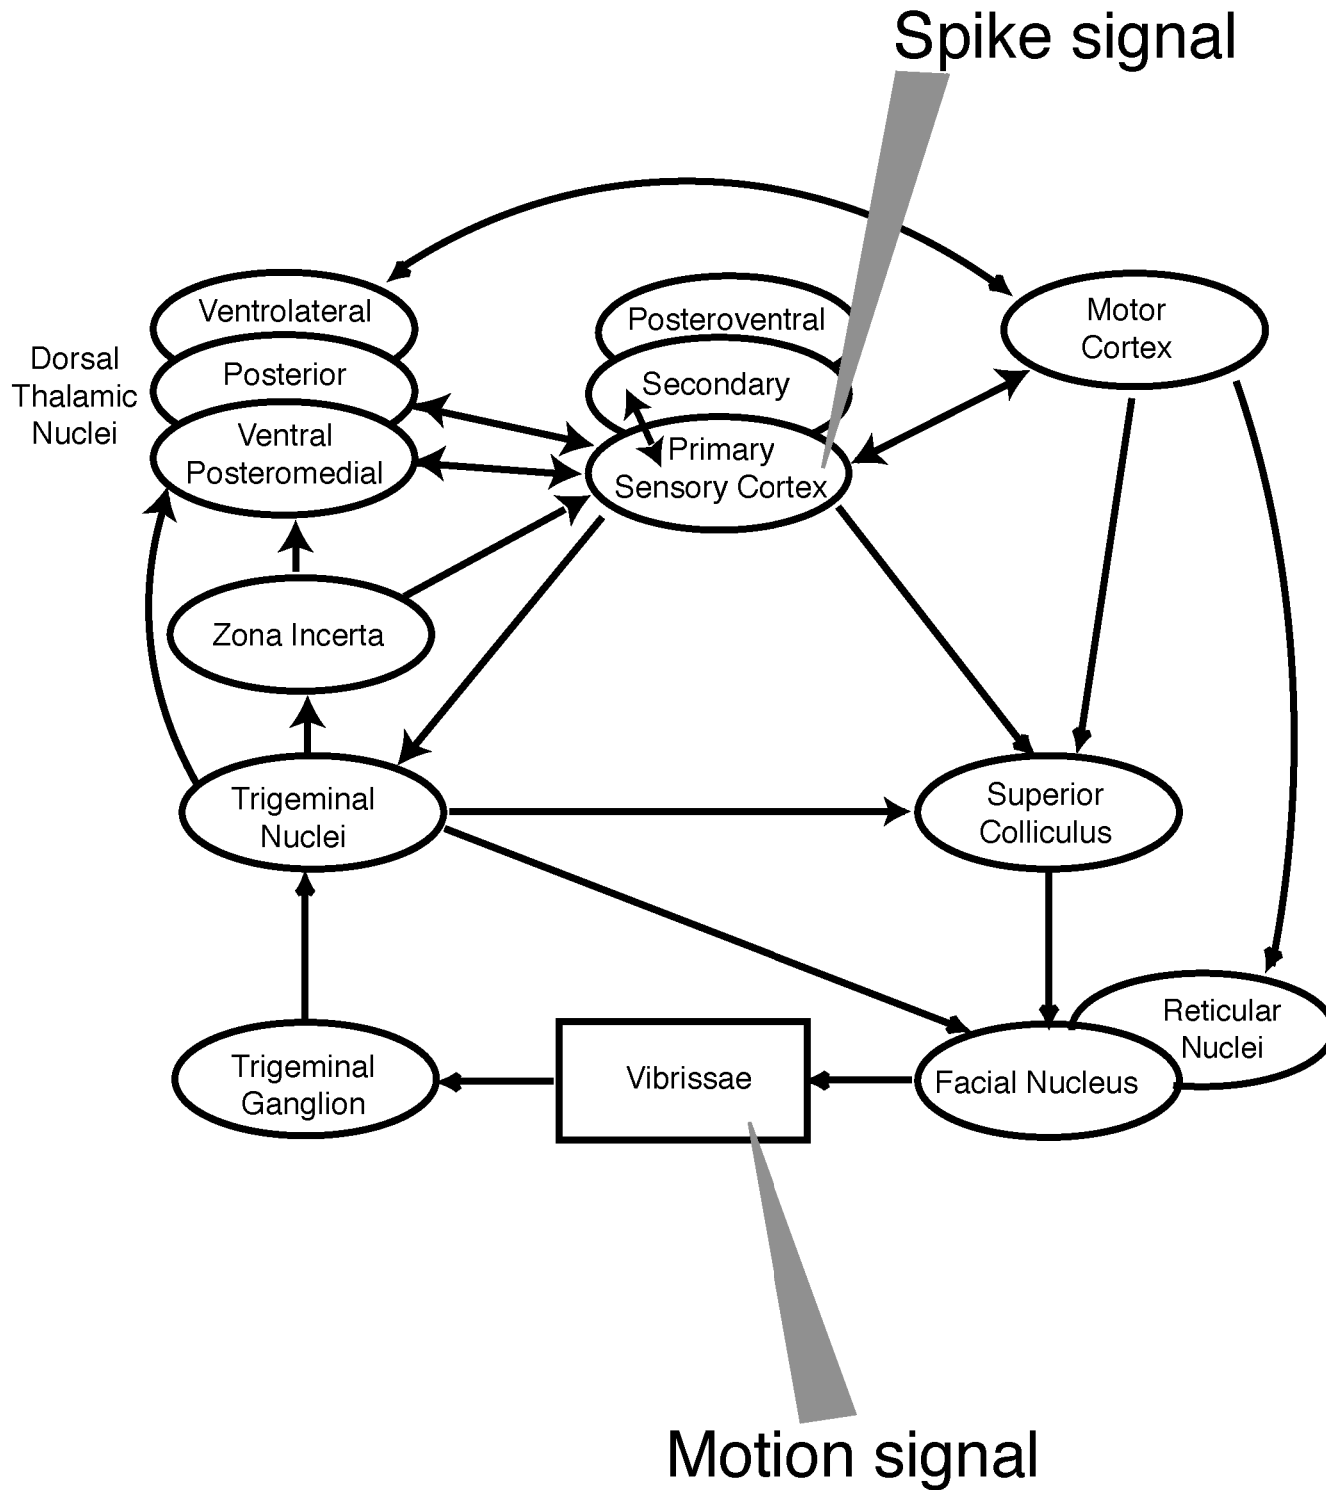 Spike signal
Ventrolateral
Posterior
Ventral
Posteromedial
Dorsal
Thalamic
Nuclei
Posteroventral
Secondary
Primary
Sensory Cortex
Motor
Cortex
Zona Incerta
Trigeminal
Nuclei
Superior
Colliculus
Trigeminal
Ganglion
Vibrissae
Facial Nucleus
Reticular
Nuclei
Motion signal